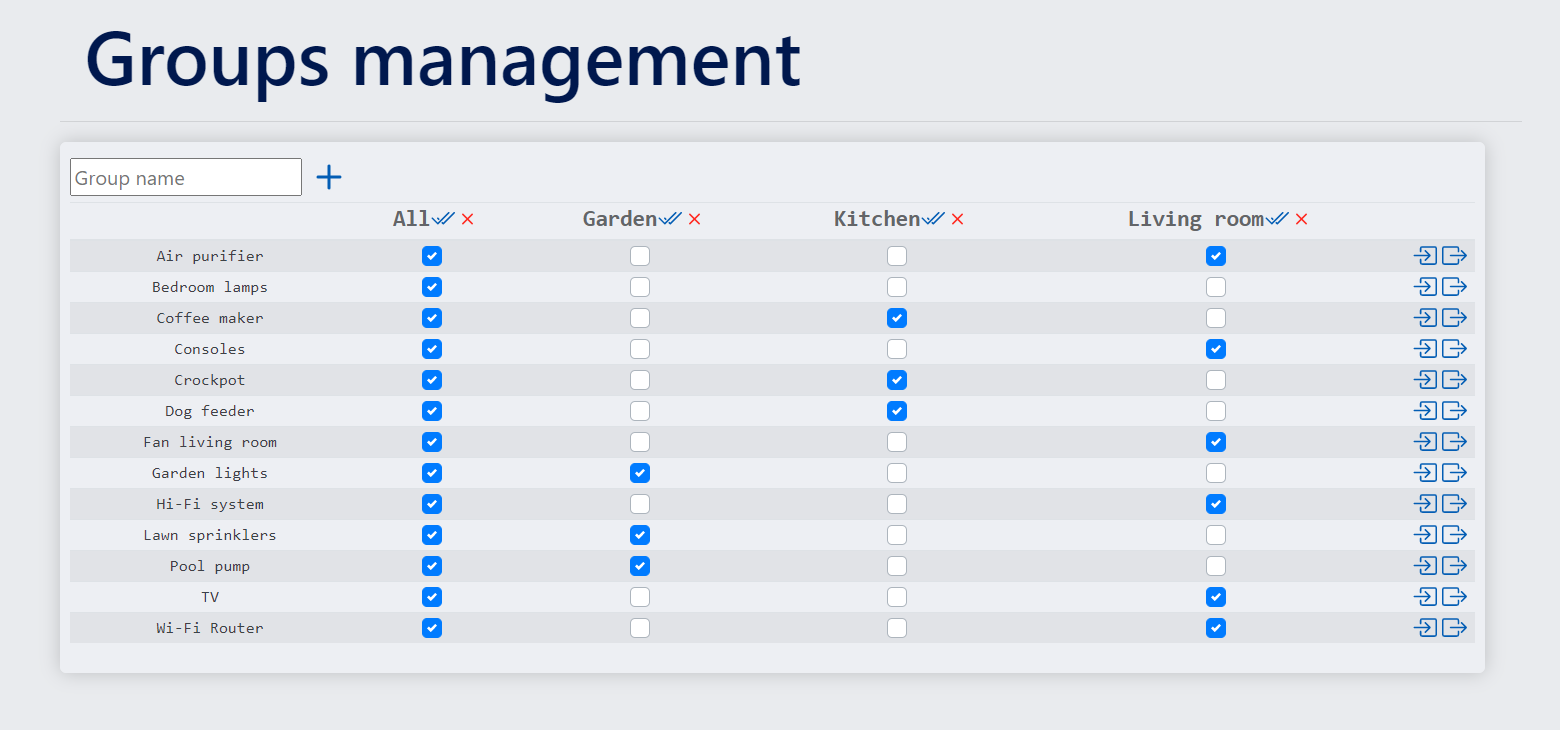 Groups management
Group name
All Garden Kitchen Living room
Air purifier
Bedroom lamps
Coffee maker
Consoles
Crockpot
Dog feeder
Fan living room
Garden lights
Hi-Fi system
Lawn sprinklers
Pool pump
TV
Wi-Fi Router